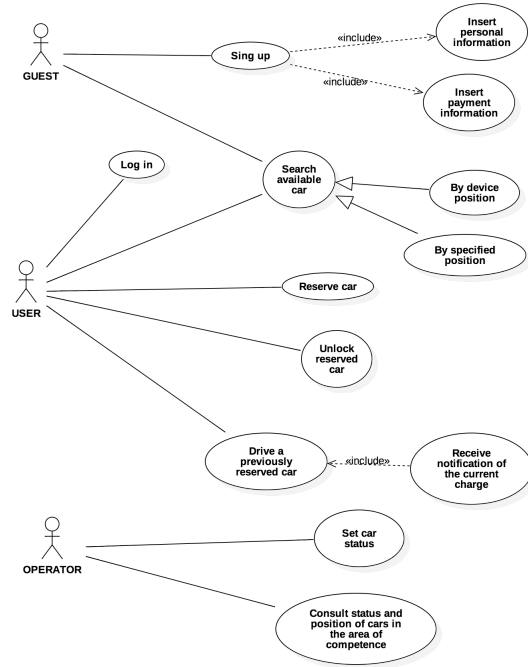 Insert
personal
information
«include»
Sing up
GUEST
«include»
Insert
payment
information
Log in
Search
available
car
By device
position
By specified
position
USER
Reserve car
Unlock
reserved
car
Drive a
previously
reserved car
«include»
Receive
notification of
the current
charge
OPERATOR
Set car
status
Consult status and
position of cars in
the area of
competence